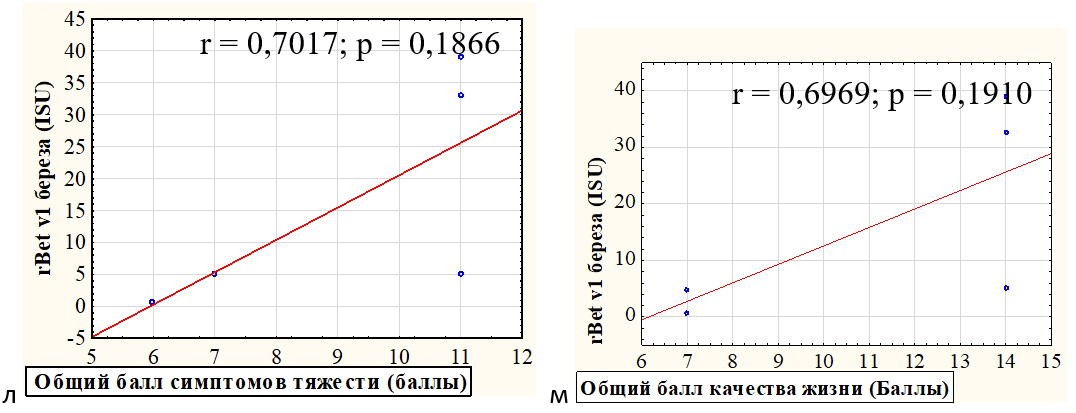 r = 0,7017; p = 0,1866
rBet v1 береза (ISU)
45
40
35
30
25
20
15
10
5
0
-5
5 6 7 8 9 10 11 12
Общий балл симптомов тяжести (баллы)
л
r = 0,6969; p = 0,1910
rBet v1 береза (ISU)
40
30
20
10
0
6 7 8 9 10 11 12 13 14 15
Общий балл качества жизни (Баллы)
м